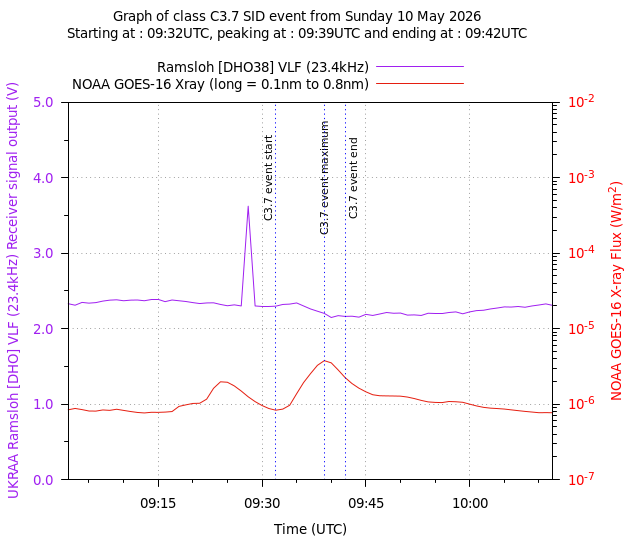 Graph of class C3.7 SID event from Sunday 10 May 2026
Starting at : 09:32UTC, peaking at : 09:39UTC and ending at : 09:42UTC
Ramsloh [DHO38] VLF (23.4kHz)
NOAA GOES-16 Xray (long = 0.1nm to 0.8nm)
UKRAA Ramsloh [DHO] VLF (23.4kHz) Receiver signal output (V)
5.0
4.0
3.0
2.0
1.0
0.0
C3.7 event start
C3.7 event maximum
C3.7 event end
10⁻²
10⁻³
10⁻⁴
10⁻⁵
10⁻⁶
10⁻⁷
NOAA GOES-16 X-ray Flux (W/m²)
09:15 09:30 09:45 10:00
Time (UTC)